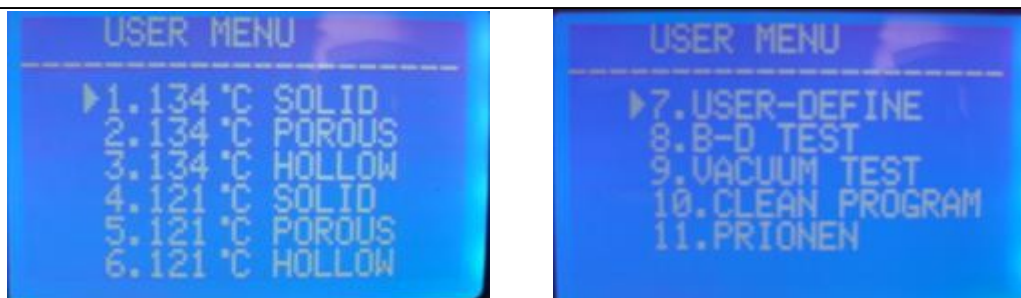 USER MENU
1.134°C SOLID
2.134°C POROUS
3.134°C HOLLOW
4.121°C SOLID
5.121°C POROUS
6.121°C HOLLOW
USER MENU
7.USER-DEFINE
8.B-D TEST
9.VACUUM TEST
10.CLEAN PROGRAM
11.PRIONEN